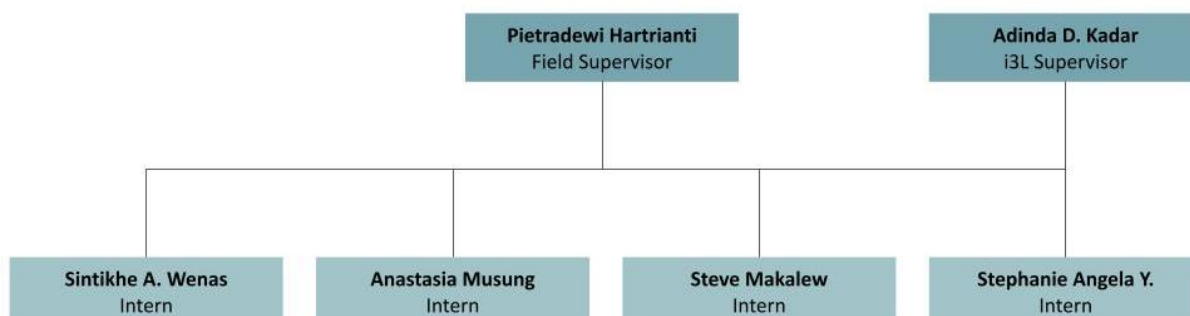 Pietradewi Hartrianti
Field Supervisor
Adinda D. Kadar
i3L Supervisor
Sintikhe A. Wenas
Intern
Anastasia Musung
Intern
Steve Makalew
Intern
Stephanie Angela Y.
Intern